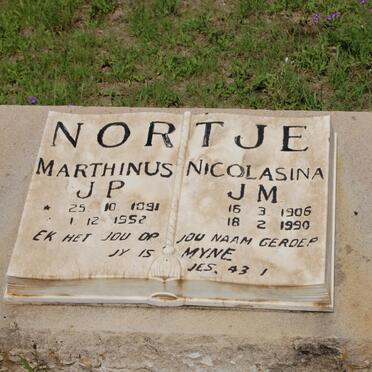 NORTJE
MARTHINUS NICOLASINA
J P J M
* 25 10 1891 16 3 1906
1 12 1952 18 2 1990
EK HET JOU OP JOU NAAM GEROEP
JY IS MYNE
JES. 43 1